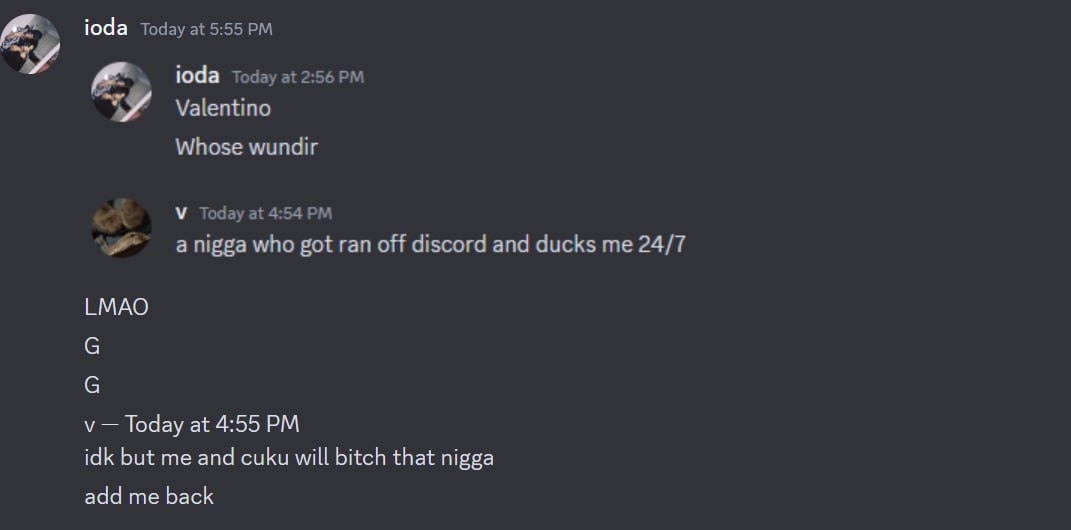 ioda Today at 5:55 PM
ioda Today at 2:56 PM
Valentino
Whose wundir
v Today at 4:54 PM
a nigga who got ran off discord and ducks me 24/7
LMAO
G
G
v — Today at 4:55 PM
idk but me and cuku will bitch that nigga
add me back